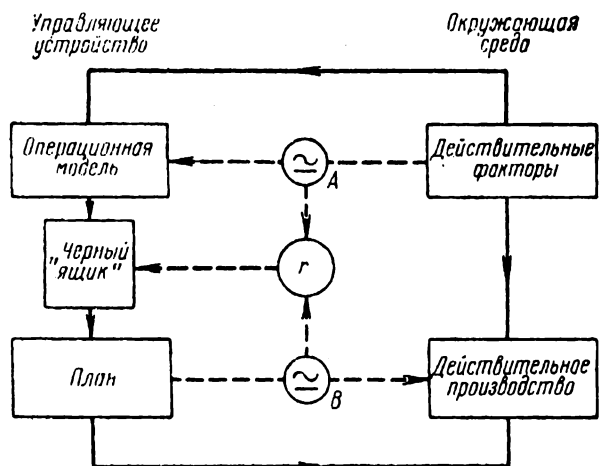 Управляющее
устройство
Окружающая
среда
Операционная
модель
A
Действительные
факторы
"Черный
ящик"
r
План
B
Действительное
производство